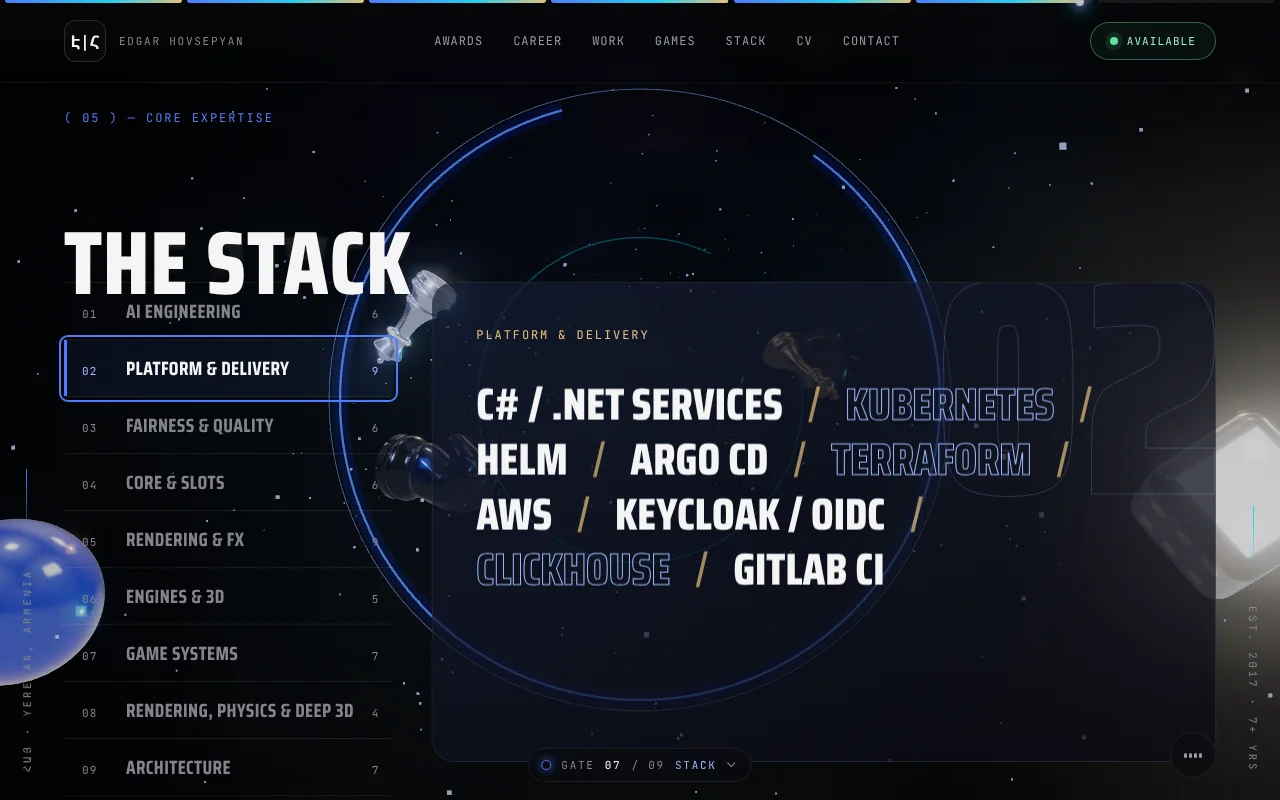 ե|Հ EDGAR HOVSEPYAN
AWARDS CAREER WORK GAMES STACK CV CONTACT
AVAILABLE
( 05 ) — CORE EXPERTISE
THE STACK
01 AI ENGINEERING 6
02 PLATFORM & DELIVERY 9
03 FAIRNESS & QUALITY 6
04 CORE & SLOTS 6
05 RENDERING & FX 9
06 ENGINES & 3D 5
07 GAME SYSTEMS 7
08 RENDERING, PHYSICS & DEEP 3D 4
09 ARCHITECTURE 7
02
PLATFORM & DELIVERY
C# / .NET SERVICES / KUBERNETES /
HELM / ARGO CD / TERRAFORM /
AWS / KEYCLOAK / OIDC /
CLICKHOUSE / GITLAB CI
ՀԱՅ · YEREVAN, ARMENIA
EST. 2017 · 7+ YRS
GATE 07 / 09 STACK